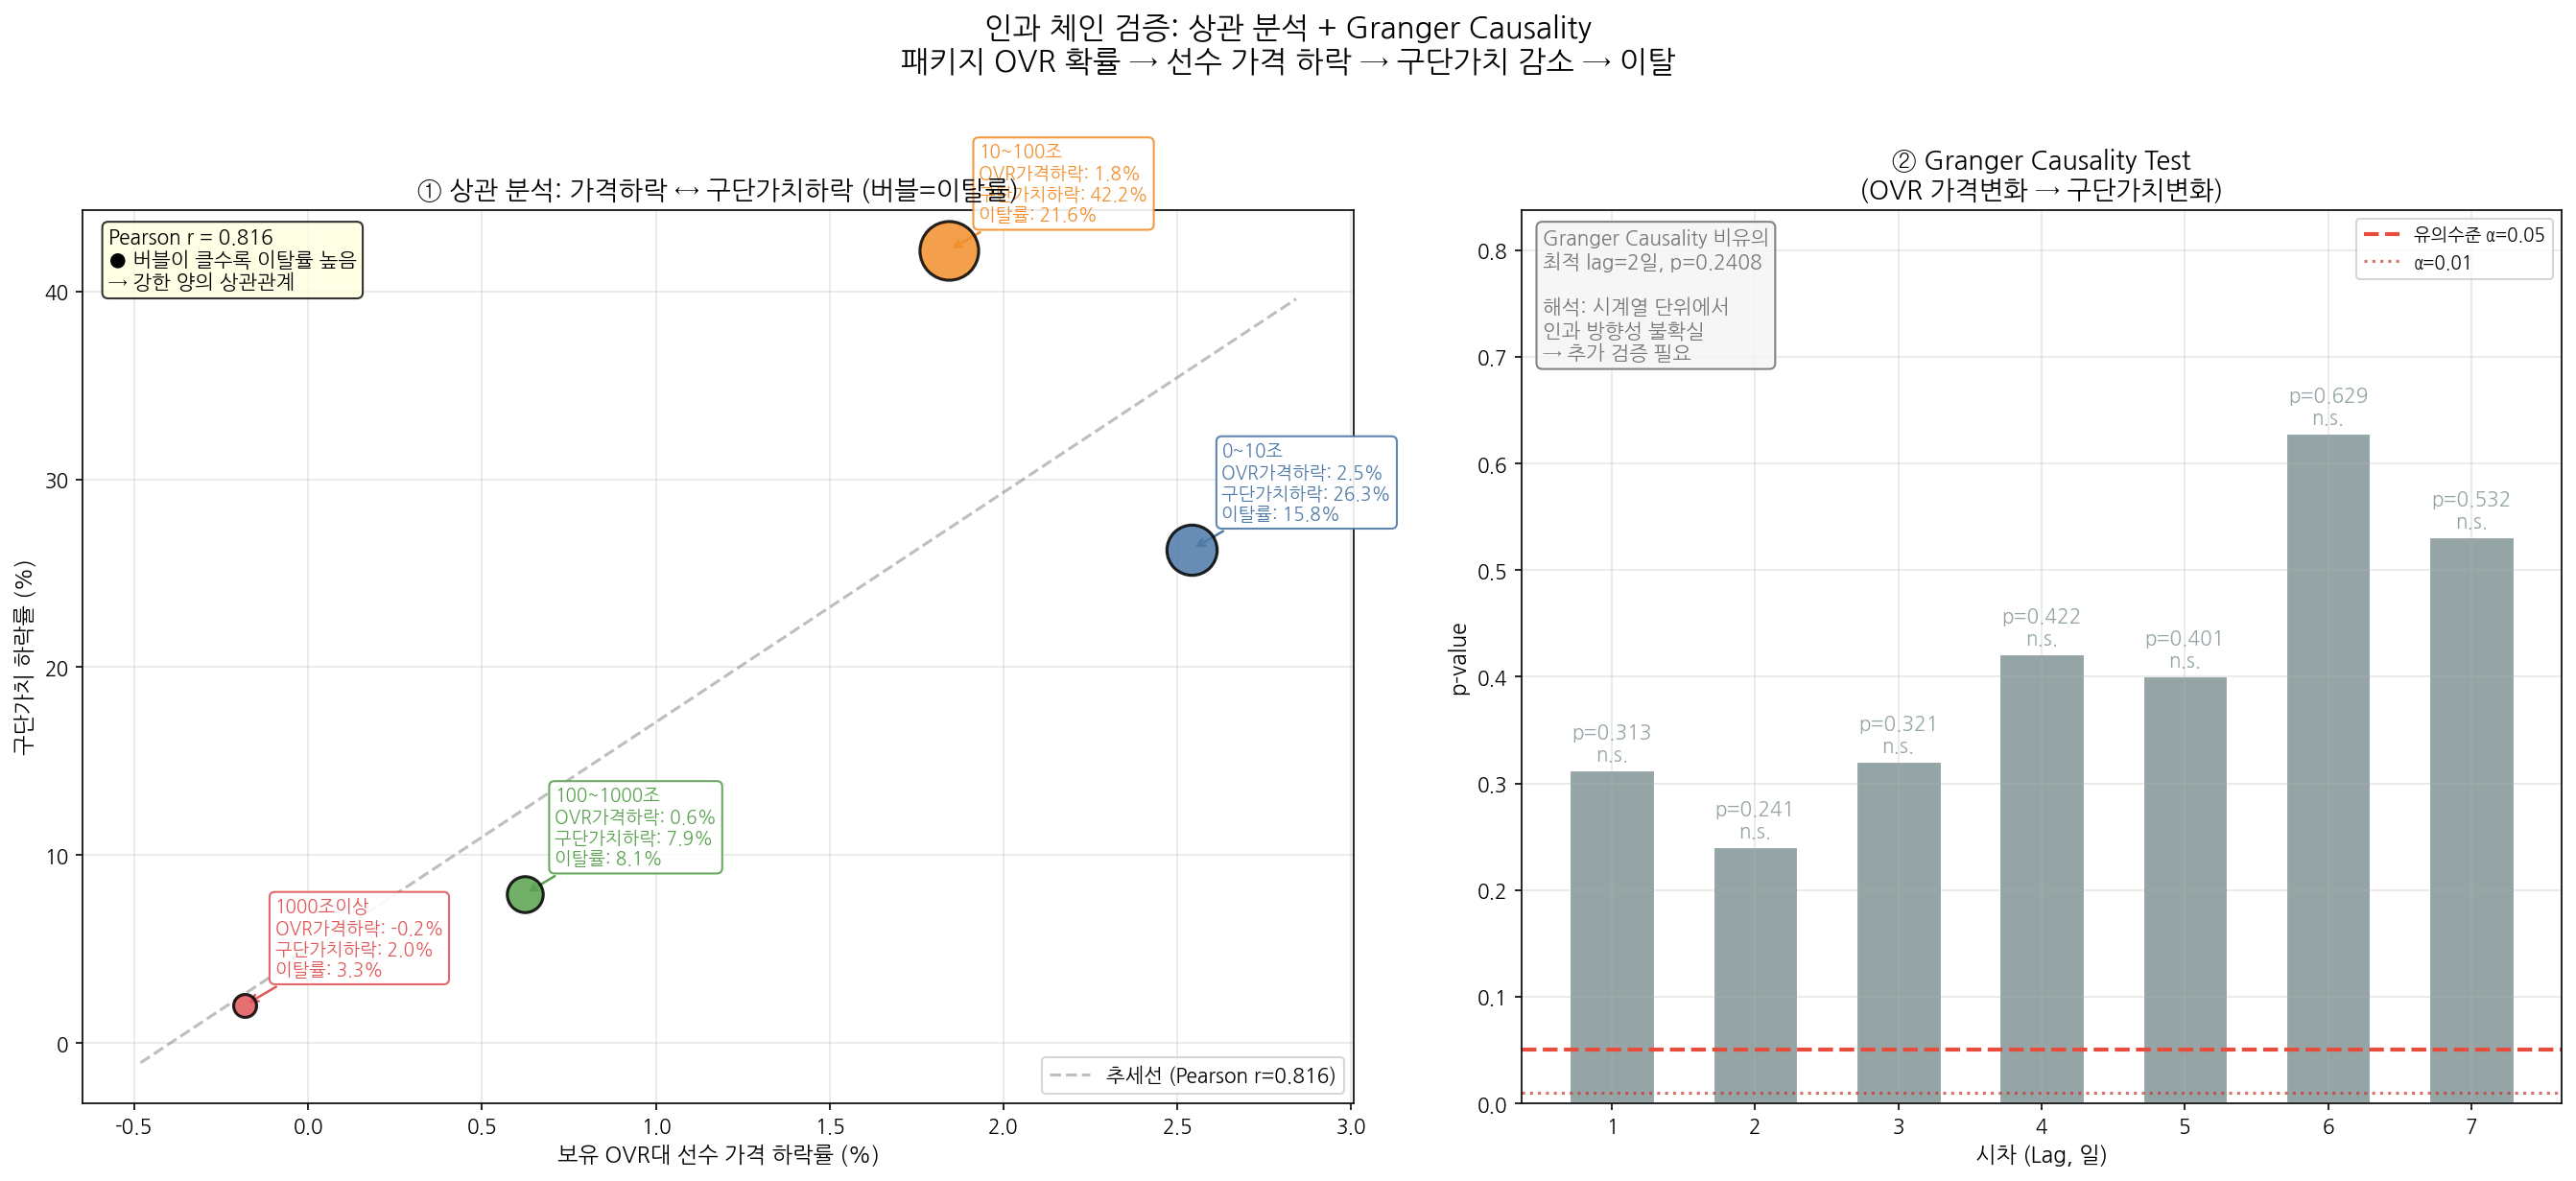 인과 체인 검증: 상관 분석 + Granger Causality
패키지 OVR 확률 → 선수 가격 하락 → 구단가치 감소 → 이탈
① 상관 분석: 가격하락 ↔ 구단가치하락 (버블=이탈률)
Pearson r = 0.816
● 버블이 클수록 이탈률 높음
→ 강한 양의 상관관계
10~100조
OVR가격하락: 1.8%
구단가치하락: 42.2%
이탈률: 21.6%
0~10조
OVR가격하락: 2.5%
구단가치하락: 26.3%
이탈률: 15.8%
100~1000조
OVR가격하락: 0.6%
구단가치하락: 7.9%
이탈률: 8.1%
1000조이상
OVR가격하락: -0.2%
구단가치하락: 2.0%
이탈률: 3.3%
추세선 (Pearson r=0.816)
구단가치 하락률 (%)
40
30
20
10
0
-0.5 0.0 0.5 1.0 1.5 2.0 2.5 3.0
보유 OVR대 선수 가격 하락률 (%)
② Granger Causality Test
(OVR 가격변화 → 구단가치변화)
Granger Causality 비유의
최적 lag=2일, p=0.2408
해석: 시계열 단위에서
인과 방향성 불확실
→ 추가 검증 필요
유의수준 α=0.05
α=0.01
p=0.313
n.s.
p=0.241
n.s.
p=0.321
n.s.
p=0.422
n.s.
p=0.401
n.s.
p=0.629
n.s.
p=0.532
n.s.
p-value
0.8
0.7
0.6
0.5
0.4
0.3
0.2
0.1
0.0
1 2 3 4 5 6 7
시차 (Lag, 일)